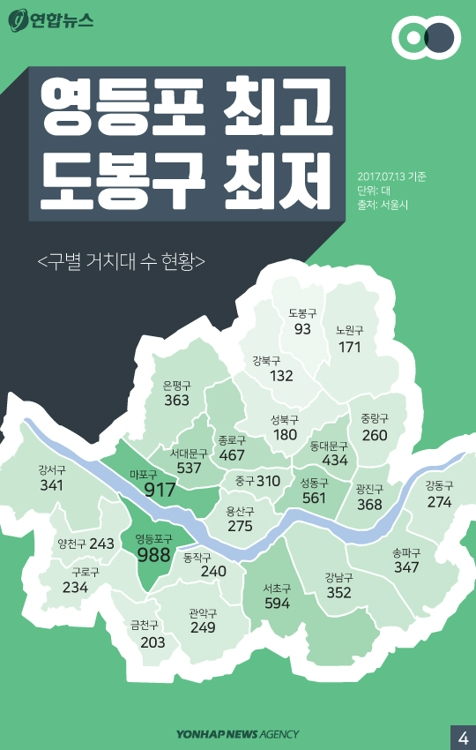 연합뉴스
영등포 최고
도봉구 최저
2017.07.13 기준
단위: 대
출처: 서울시
<구별 거치대 수 현황>
도봉구
93
노원구
171
강북구
132
은평구
363
성북구
180
중랑구
260
종로구
467
서대문구
537
동대문구
434
마포구
917
중구 310
성동구
561
광진구
368
강동구
274
강서구
341
용산구
275
영등포구
988
양천구 243
동작구
240
송파구
347
구로구
234
서초구
594
강남구
352
관악구
249
금천구
203
YONHAP NEWS AGENCY
4